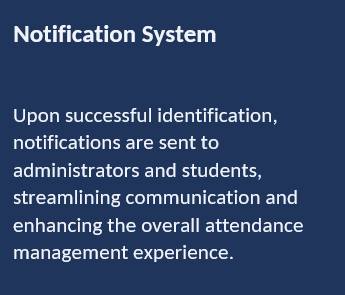 Notification System
Upon successful identification,
notifications are sent to
administrators and students,
streamlining communication and
enhancing the overall attendance
management experience.